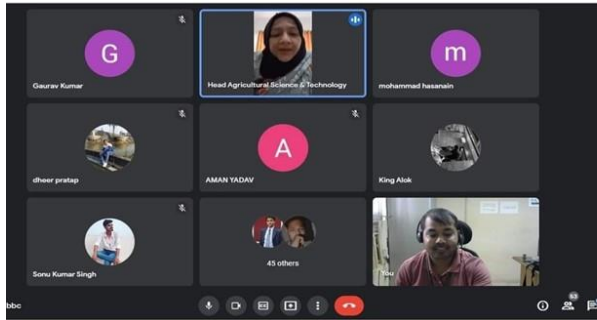 G
Gaurav Kumar
Head Agricultural Science & Technology
m
mohammad hasanain
dheer pratap
A
AMAN YADAV
King Alok
Sonu Kumar Singh
45 others
You
bbc
53